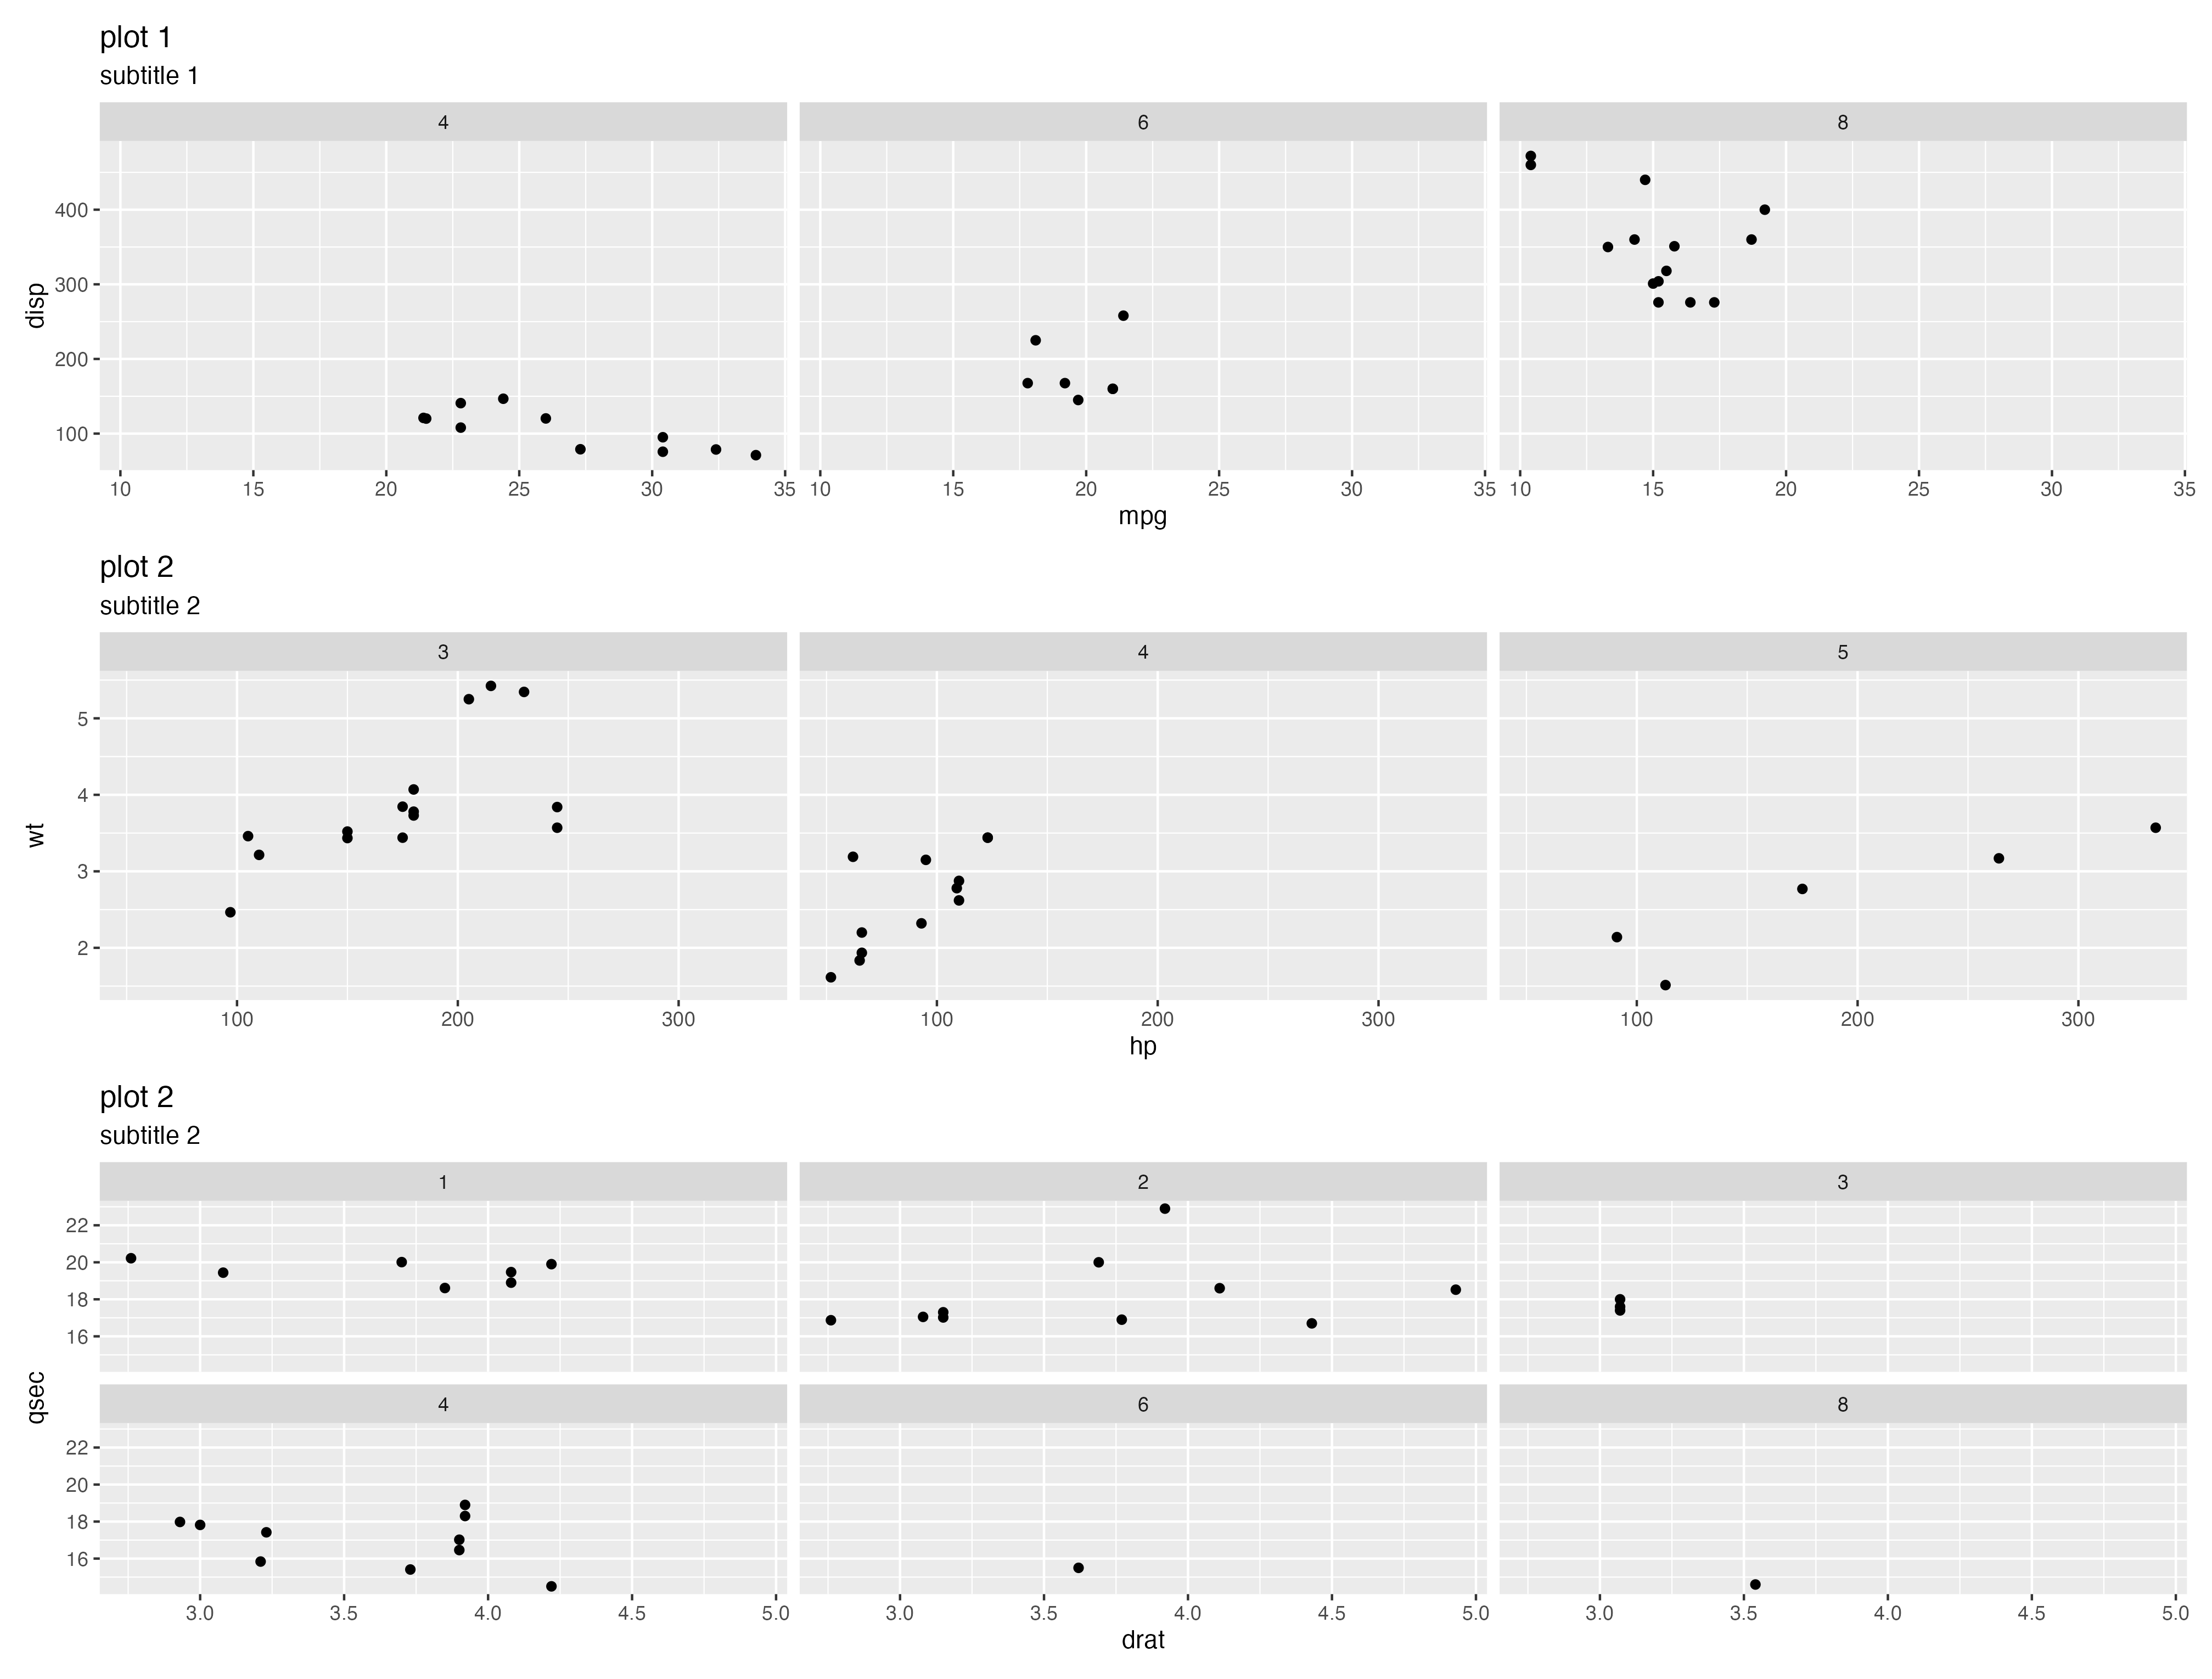 plot 1
subtitle 1
4 6 8
400
300
200
100
disp
10 15 20 25 30 35 10 15 20 25 30 35 10 15 20 25 30 35
mpg
plot 2
subtitle 2
3 4 5
5
4
3
2
wt
100 200 300 100 200 300 100 200 300
hp
plot 2
subtitle 2
1 2 3
22
20
18
16
qsec
4 6 8
22
20
18
16
3.0 3.5 4.0 4.5 5.0 3.0 3.5 4.0 4.5 5.0 3.0 3.5 4.0 4.5 5.0
drat